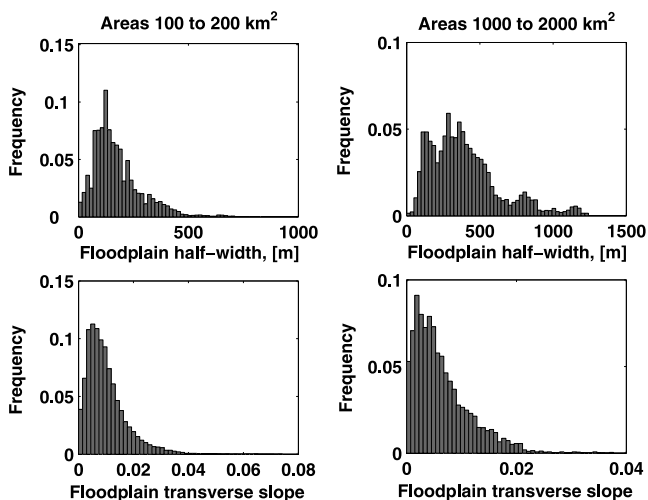 Areas 100 to 200 km²
0.15
0.1
0.05
0
Frequency
0 500 1000
Floodplain half-width, [m]
Areas 1000 to 2000 km²
0.1
0.05
0
Frequency
0 500 1000 1500
Floodplain half-width, [m]
0.15
0.1
0.05
0
Frequency
0 0.02 0.04 0.06 0.08
Floodplain transverse slope
0.1
0.05
0
Frequency
0 0.02 0.04
Floodplain transverse slope